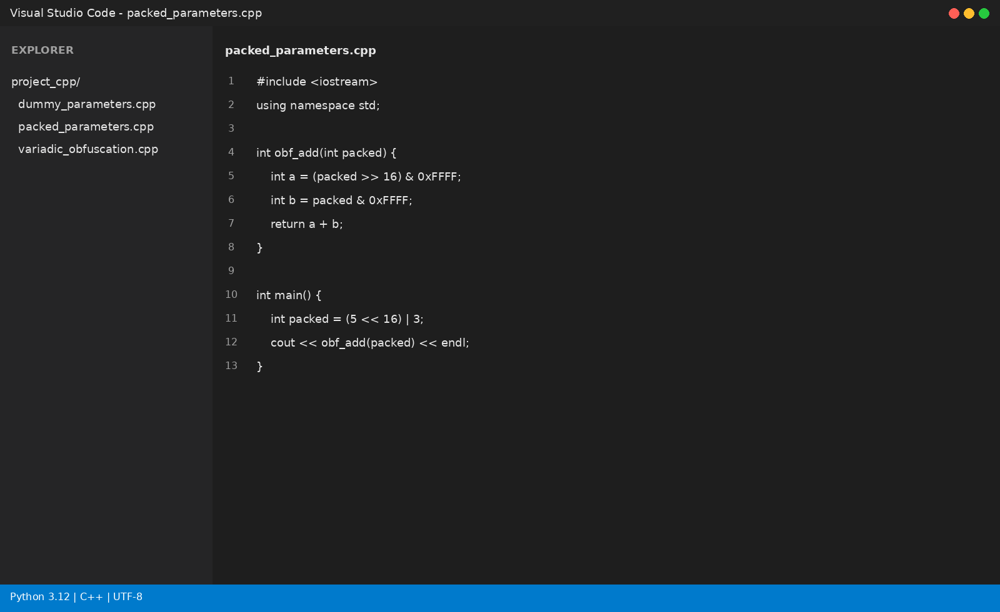 Visual Studio Code - packed_parameters.cpp
EXPLORER
project_cpp/
dummy_parameters.cpp
packed_parameters.cpp
variadic_obfuscation.cpp
packed_parameters.cpp
1 #include <iostream>
2 using namespace std;
3
4 int obf_add(int packed) {
5     int a = (packed >> 16) & 0xFFFF;
6     int b = packed & 0xFFFF;
7     return a + b;
8 }
9
10 int main() {
11     int packed = (5 << 16) | 3;
12     cout << obf_add(packed) << endl;
13 }
Python 3.12 | C++ | UTF-8